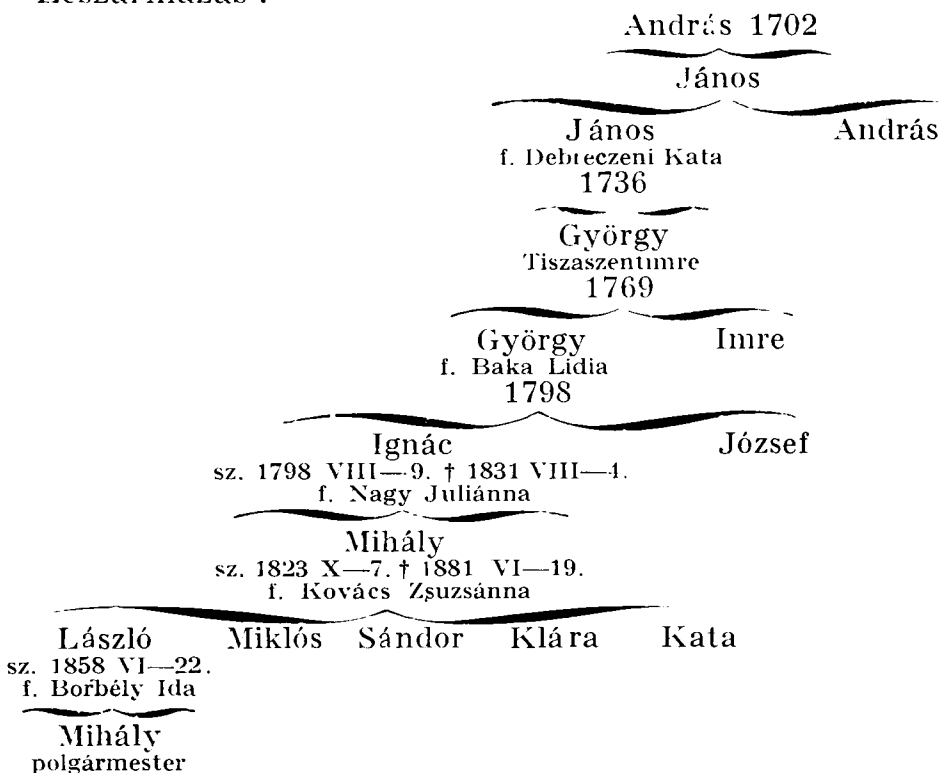 András 1702
János
János András
f. Debreczeni Kata
1736
György
Tiszaszentimre
1769
György Imre
f. Baka Lidia
1798
Ignác József
sz. 1798 VIII—9. † 1831 VIII—4.
f. Nagy Juliánna
Mihály
sz. 1823 X—7. † 1881 VI—19.
f. Kovács Zsuzsánna
László Miklós Sándor Klára Kata
sz. 1858 VI—22.
f. Borbély Ida
Mihály
polgármester